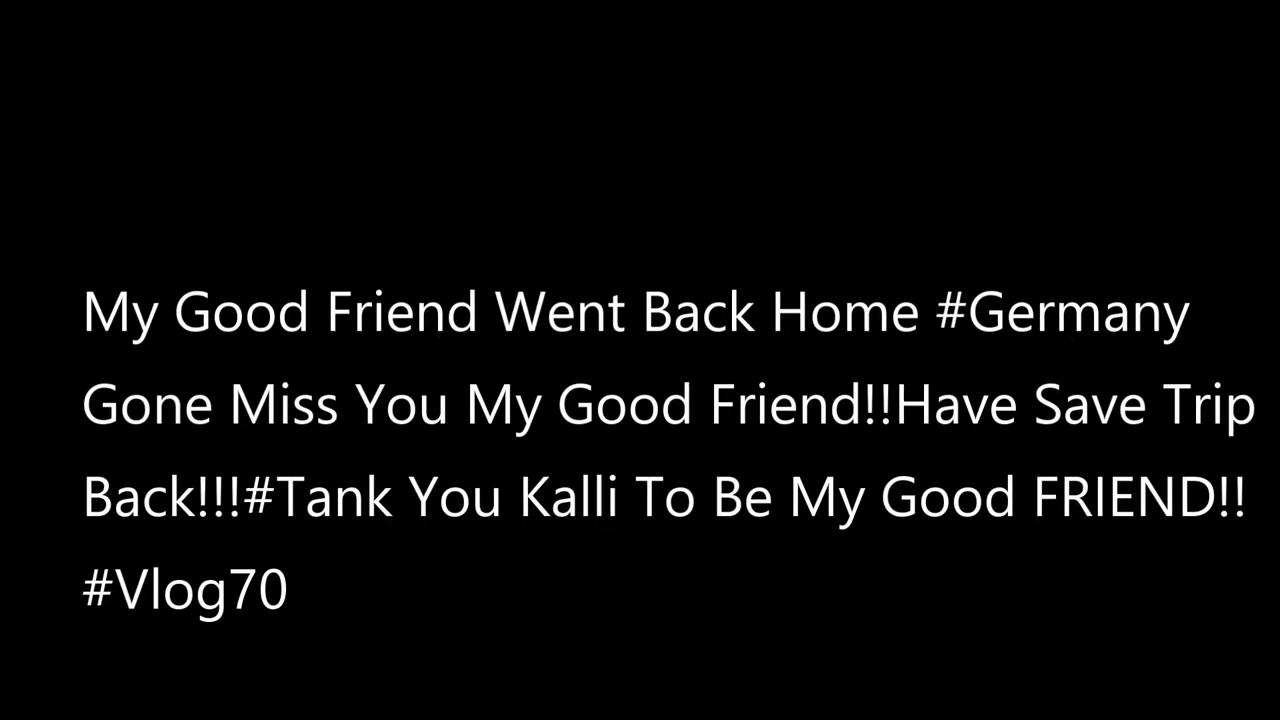 My Good Friend Went Back Home #Germany
Gone Miss You My Good Friend!!Have Save Trip
Back!!!#Tank You Kalli To Be My Good FRIEND!!
#Vlog70